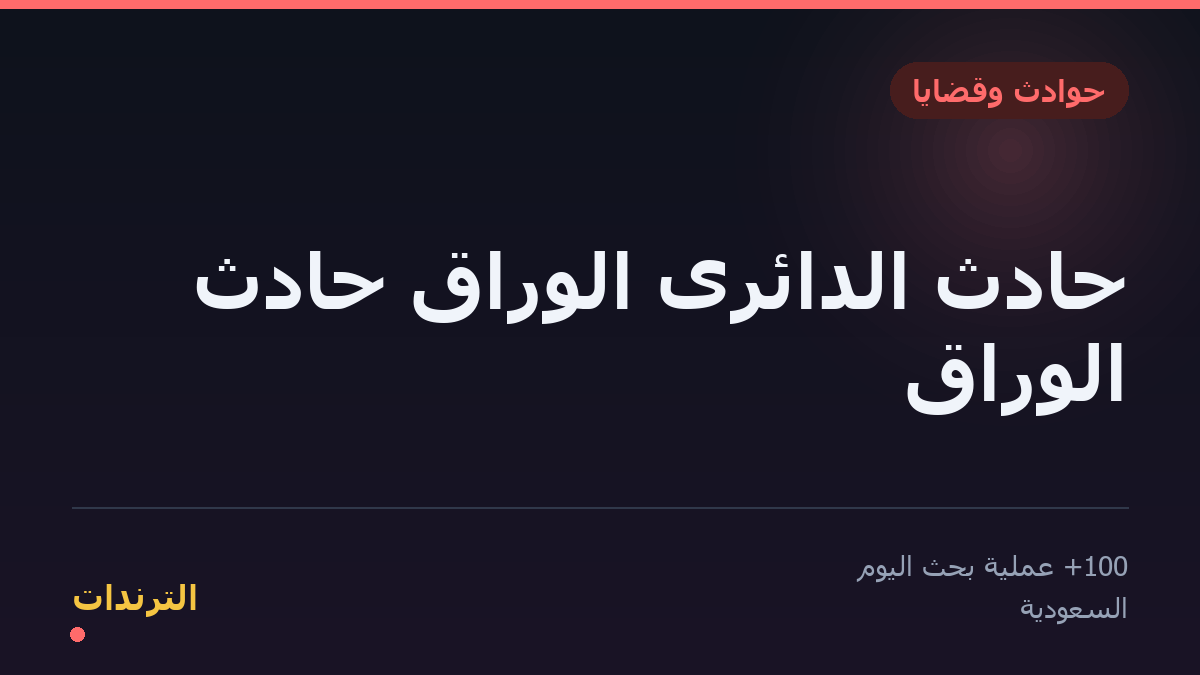 حوادث وقضايا
حادث الدائرى الوراق حادث
الوراق
100+ عملية بحث اليوم
السعودية
الترندات